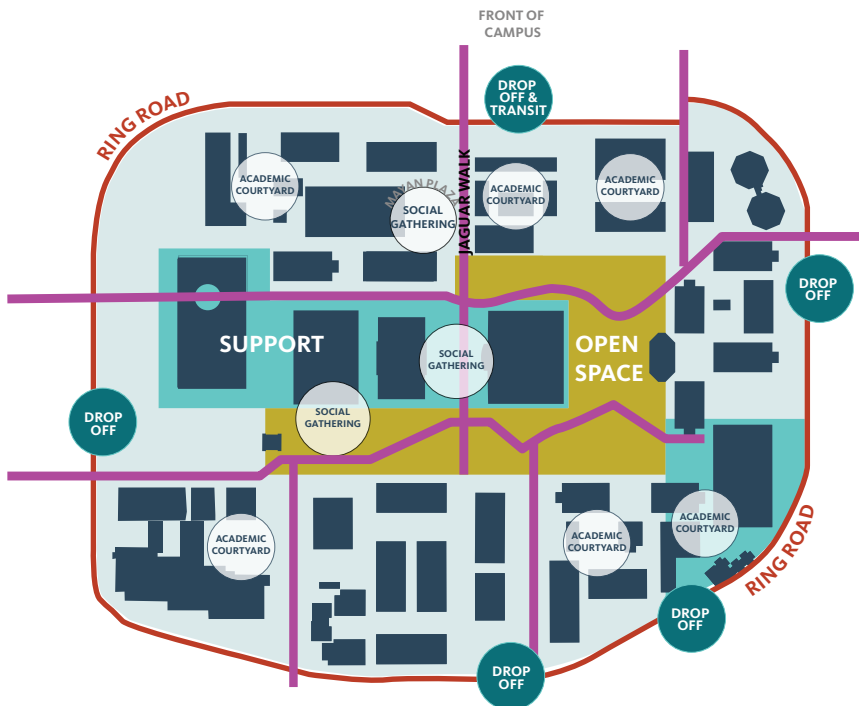 FRONT OF
CAMPUS
DROP
OFF &
TRANSIT
RING ROAD
JAGUAR WALK
ACADEMIC
COURTYARD
MAYAN PLAZA
SOCIAL
GATHERING
ACADEMIC
COURTYARD
ACADEMIC
COURTYARD
DROP
OFF
SUPPORT
SOCIAL
GATHERING
OPEN
SPACE
DROP
OFF
SOCIAL
GATHERING
ACADEMIC
COURTYARD
ACADEMIC
COURTYARD
ACADEMIC
COURTYARD
RING ROAD
DROP
OFF
DROP
OFF